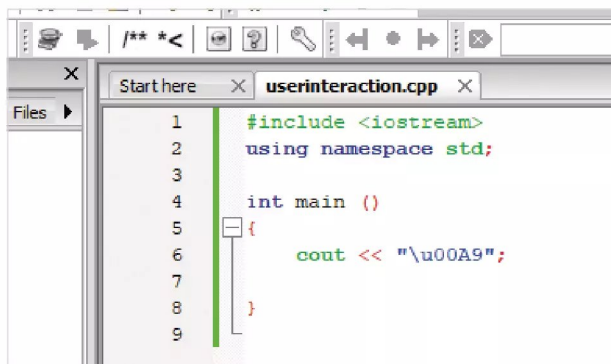 /** *<
Start here
userinteraction.cpp
Files
1 #include <iostream>
2 using namespace std;
3
4 int main ()
5 {
6 cout << "\u00A9";
7
8 }
9